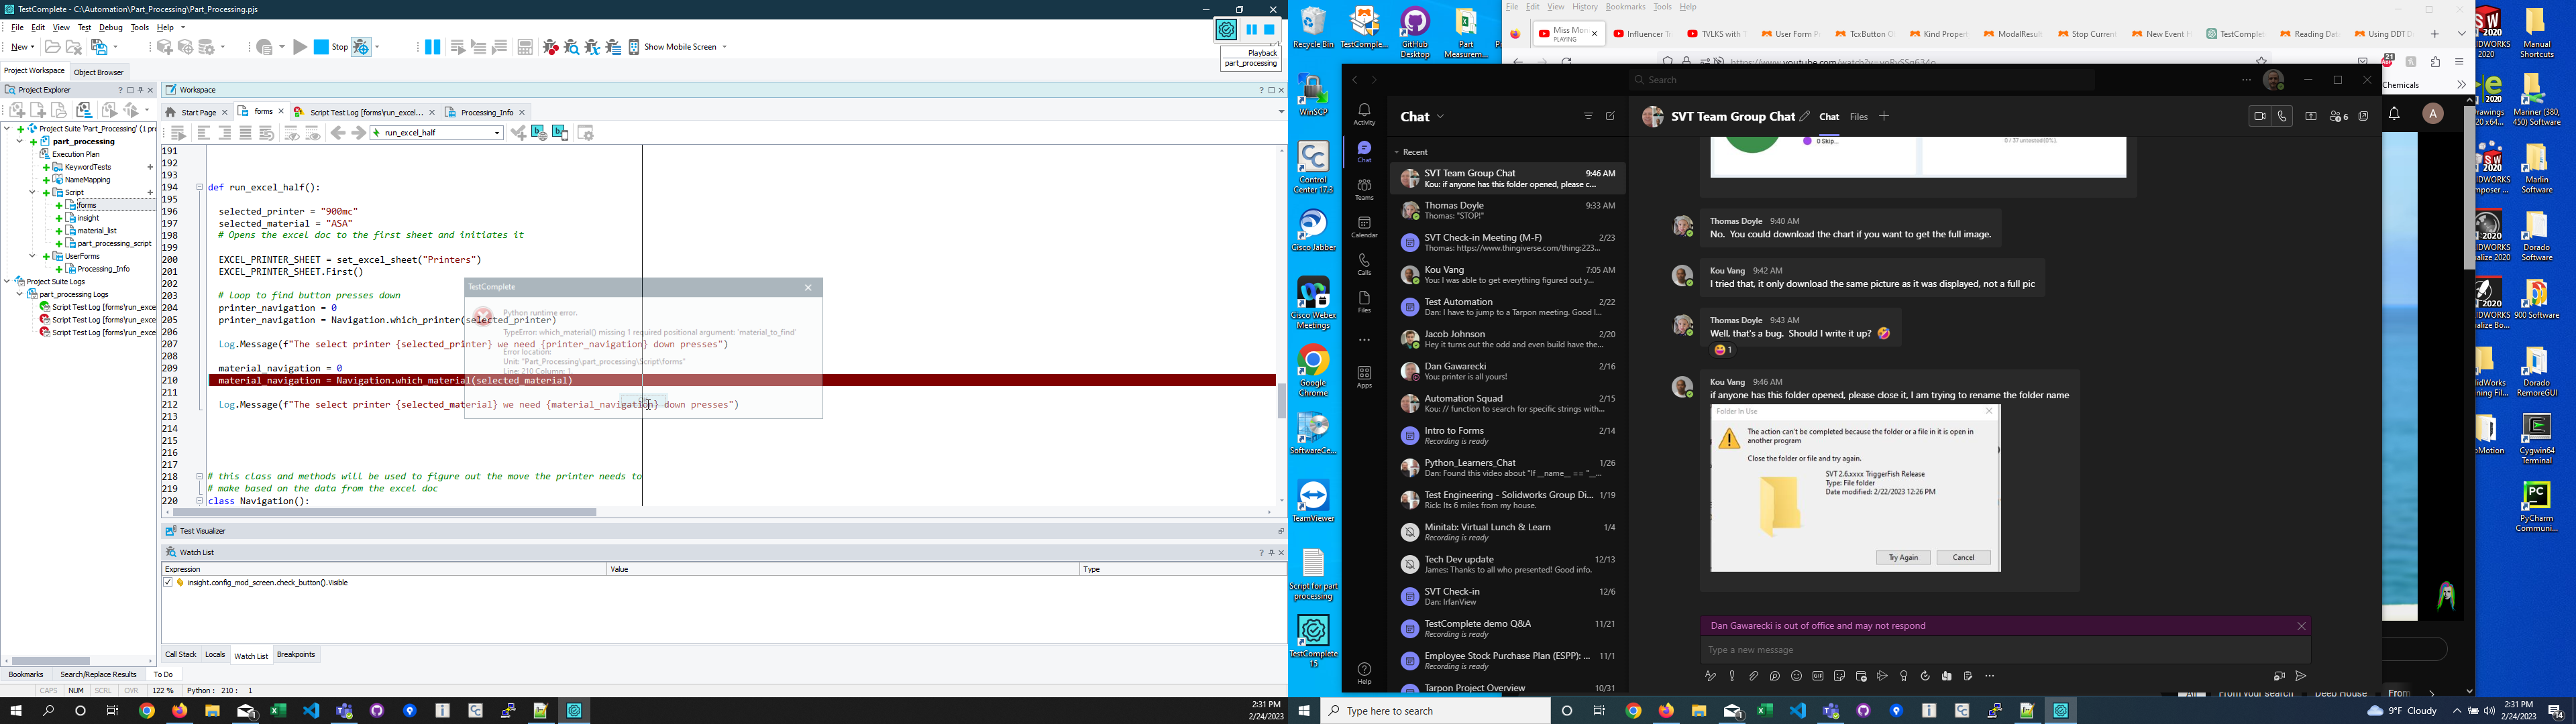 TestComplete - C:\Automation\Part_Processing\Part_Processing.pjs
File Edit View Test Debug Tools Help
New
Stop
Show Mobile Screen
Playback
part_processing
Project Workspace Object Browser
Project Explorer
Project Suite 'Part_Processing' (1 pr
part_processing
Execution Plan
KeywordTests
NameMapping
Script
forms
insight
material_list
part_processing_script
UserForms
Processing_Info
Project Suite Logs
part_processing Logs
Script Test Log [forms\run_exce
Script Test Log [forms\run_exce
Script Test Log [forms\run_exce
Bookmarks Search/Replace Results To Do
Workspace
Start Page forms Script Test Log [forms\run_excel... Processing_Info
run_excel_half
191
192
193
194 def run_excel_half():
195
196 selected_printer = "900mc"
197 selected_material = "ASA"
198 # Opens the excel doc to the first sheet and initiates it
199
200 EXCEL_PRINTER_SHEET = set_excel_sheet("Printers")
201 EXCEL_PRINTER_SHEET.First()
202
203 # loop to find button presses down
204 printer_navigation = 0
205 printer_navigation = Navigation.which_printer(selected_printer)
206
207 Log.Message(f"The select printer {selected_printer} we need {printer_navigation} down presses")
208
209 material_navigation = 0
210 material_navigation = Navigation.which_material(selected_material)
211
212 Log.Message(f"The select printer {selected_material} we need {material_navigation} down presses")
213
214
215
216
217
218 # this class and methods will be used to figure out the move the printer needs to
219 # make based on the data from the excel doc
220 class Navigation():
TestComplete
Python runtime error.
TypeError: which_material() missing 1 required positional argument: 'material_to_find'
Error location:
Unit: "Part_Processing\part_processing\Script\forms"
Line: 210 Column: 1.
Test Visualizer
Watch List
Expression Value Type
insight.config_mod_screen.check_button().Visible
Call Stack Locals Watch List Breakpoints
CAPS NUM SCRL OVR 122 % Python : 210 : 1
2:31 PM
2/24/2023
Recycle Bin
TestComple...
GitHub Desktop
Part Measurem...
WinSCP
Control Center 17.3
Cisco Jabber
Cisco Webex Meetings
Google Chrome
SoftwareCe...
TeamViewer
Script for part processing
TestComplete 15
File Edit View History Bookmarks Tools Help
Miss Mon
PLAYING
Influencer T
TVLKS with T
User Form P
TcxButton O
Kind Propert
ModalResult
Stop Current
New Event H
TestComplet
Reading Data
Using DDT D
Chemicals
Search
Activity
Chat
Teams
Calendar
Calls
Files
Apps
Help
Chat
Recent
SVT Team Group Chat 9:46 AM
Kou: if anyone has this folder opened, please c...
Thomas Doyle 9:33 AM
Thomas: "STOP!"
SVT Check-in Meeting (M-F) 2/23
Thomas: https://www.thingiverse.com/thing:223...
Kou Vang 7:05 AM
You: I was able to get everything figured out y...
Test Automation 2/22
Dan: I have to jump to a Tarpon meeting. Good l...
Jacob Johnson 2/20
Hey it turns out the odd and even build have the...
Dan Gawarecki 2/16
You: printer is all yours!
Automation Squad 2/15
Kou: // function to search for specific strings with...
Intro to Forms 2/14
Recording is ready
Python_Learners_Chat 1/26
Dan: Found this video about "If __name__ == "__...
Test Engineering - Solidworks Group Di... 1/19
Rick: Its 6 miles from my house.
Minitab: Virtual Lunch & Learn 1/4
Recording is ready
Tech Dev update 12/13
James: Thanks to all who presented! Good info.
SVT Check-in 12/6
Dan: IrfanView
TestComplete demo Q&A 11/21
Recording is ready
Employee Stock Purchase Plan (ESPP): ... 11/1
Recording is ready
Tarpon Project Overview 10/31
SVT Team Group Chat Chat Files
6
0 Skip...
0 / 37 untested(0%).
Thomas Doyle 9:40 AM
No. You could download the chart if you want to get the full image.
Kou Vang 9:42 AM
I tried that, it only download the same picture as it was displayed, not a full pic
Thomas Doyle 9:43 AM
Well, that's a bug. Should I write it up?
1
Kou Vang 9:46 AM
if anyone has this folder opened, please close it, I am trying to rename the folder name
Folder In Use
The action can't be completed because the folder or a file in it is open in
another program
Close the folder or file and try again.
SVT 2.6.xxxx TriggerFish Release
Type: File folder
Date modified: 2/22/2023 12:26 PM
Try Again Cancel
Dan Gawarecki is out of office and may not respond
Type a new message
A
Manual Shortcuts
Mariner (380, 450) Software
Marlin Software
Dorado Software
900 Software
Dorado RemoreGUI
Cygwin64 Terminal
PyCharm Communi...
From your search Deep House From
Type here to search
9°F Cloudy
2:31 PM
2/24/2023